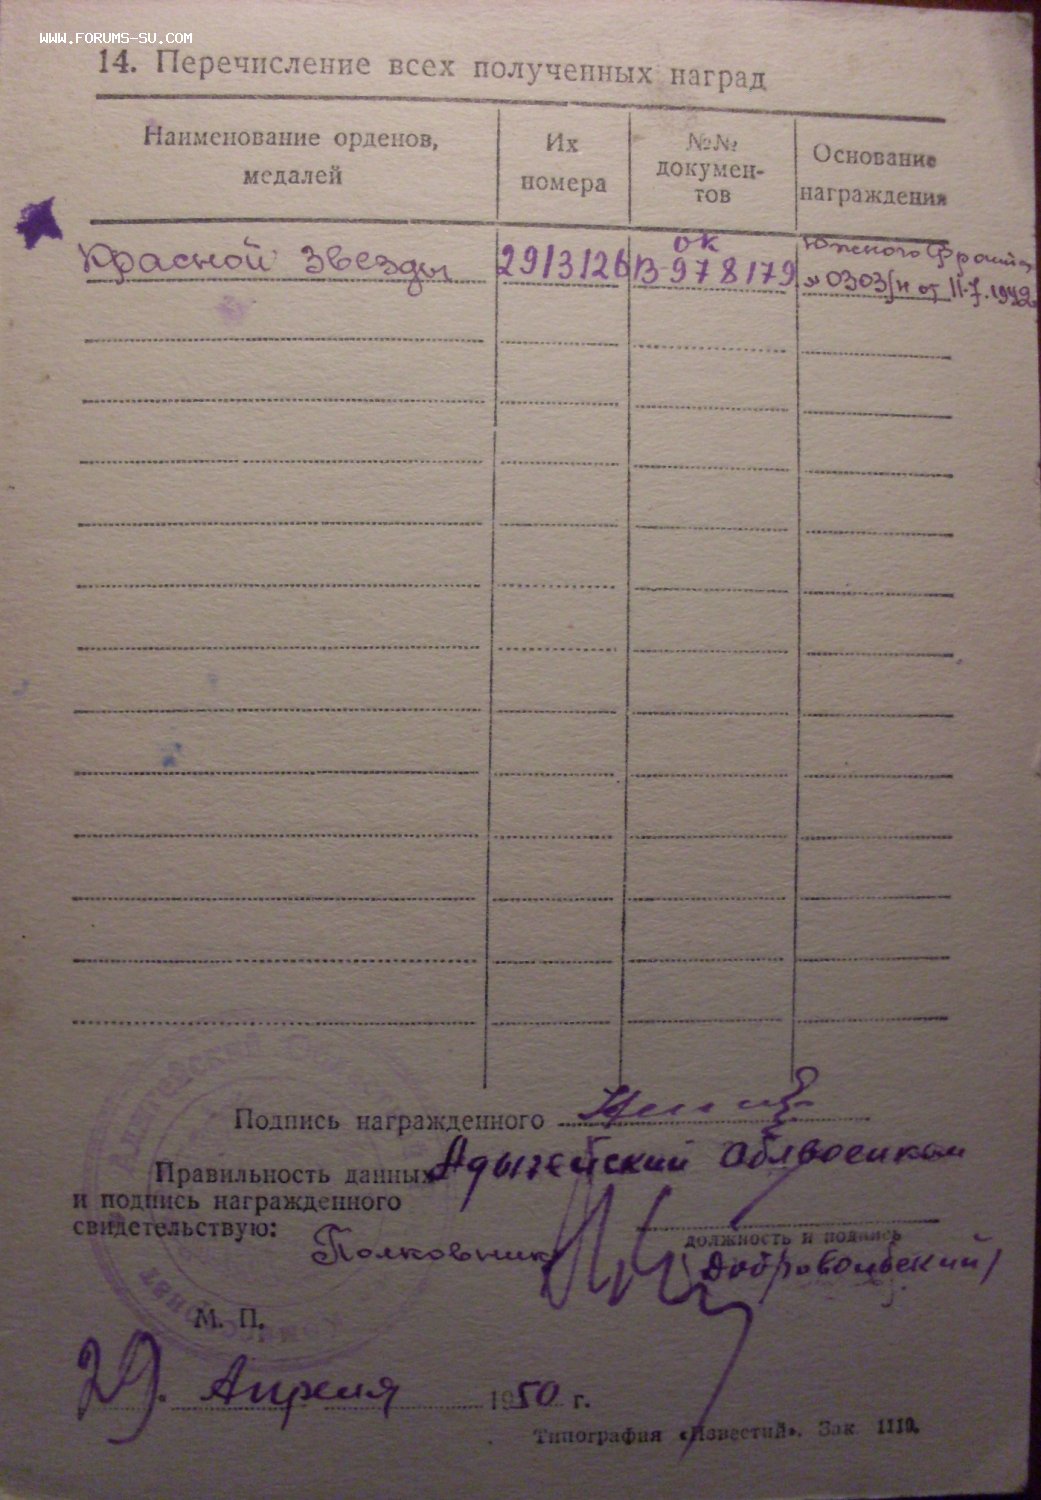 WWW.FORUMS-SU.COM
14. Перечисление всех полученных наград
Наименование орденов, медалей
Их номера
№№ документов
Основание награждения
Красной Звезды
2913126
ОК
В-978179
Южного Фронта
0303/н от 11.7.1942
Подпись награжденного
Правильность данных Адыгейский Облвоенком
и подпись награжденного
свидетельствую:
Полковник
должность и подпись
Добровольский)
М. П.
29. Апреля 1950 г.
Типография «Известий». Зак. 1110.